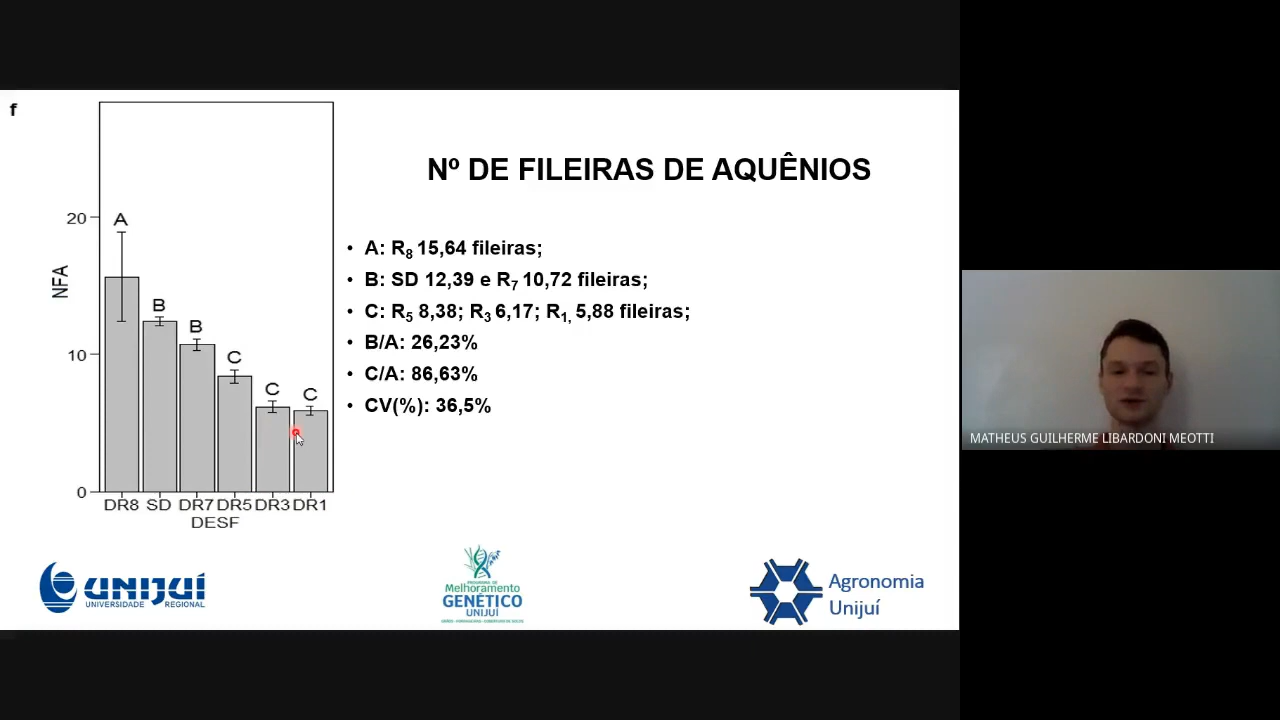 f
Nº DE FILEIRAS DE AQUÊNIOS
20
10
0
NFA
A
B
B
C
C
C
DR8 SD DR7 DR5 DR3 DR1
DESF
• A: R8 15,64 fileiras;
• B: SD 12,39 e R7 10,72 fileiras;
• C: R5 8,38; R3 6,17; R1, 5,88 fileiras;
• B/A: 26,23%
• C/A: 86,63%
• CV(%): 36,5%
MATHEUS GUILHERME LIBARDONI MEOTTI
UNIJUÍ
UNIVERSIDADE REGIONAL
PROGRAMA DE
Melhoramento
GENÉTICO
UNIJUÍ
Agronomia
Unijuí